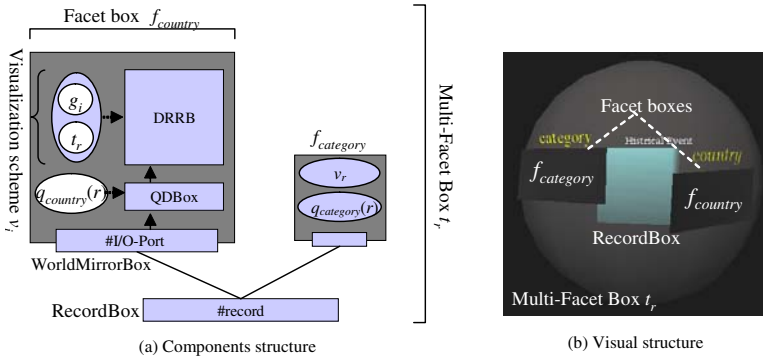 Facet box f_country
Visualization scheme v_i
g_i
t_r
DRRB
q_country(r)
QDBox
#I/O-Port
WorldMirrorBox
f_category
v_r
q_category(r)
RecordBox
#record
Multi-Facet Box t_r
(a) Components structure
Facet boxes
category
Histrical Event
country
f_category
f_country
RecordBox
Multi-Facet Box t_r
(b) Visual structure